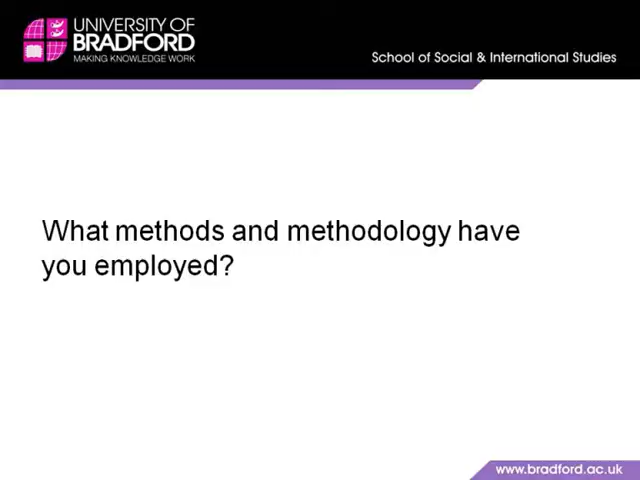 UNIVERSITY OF
BRADFORD
MAKING KNOWLEDGE WORK
School of Social & International Studies
What methods and methodology have
you employed?
www.bradford.ac.uk